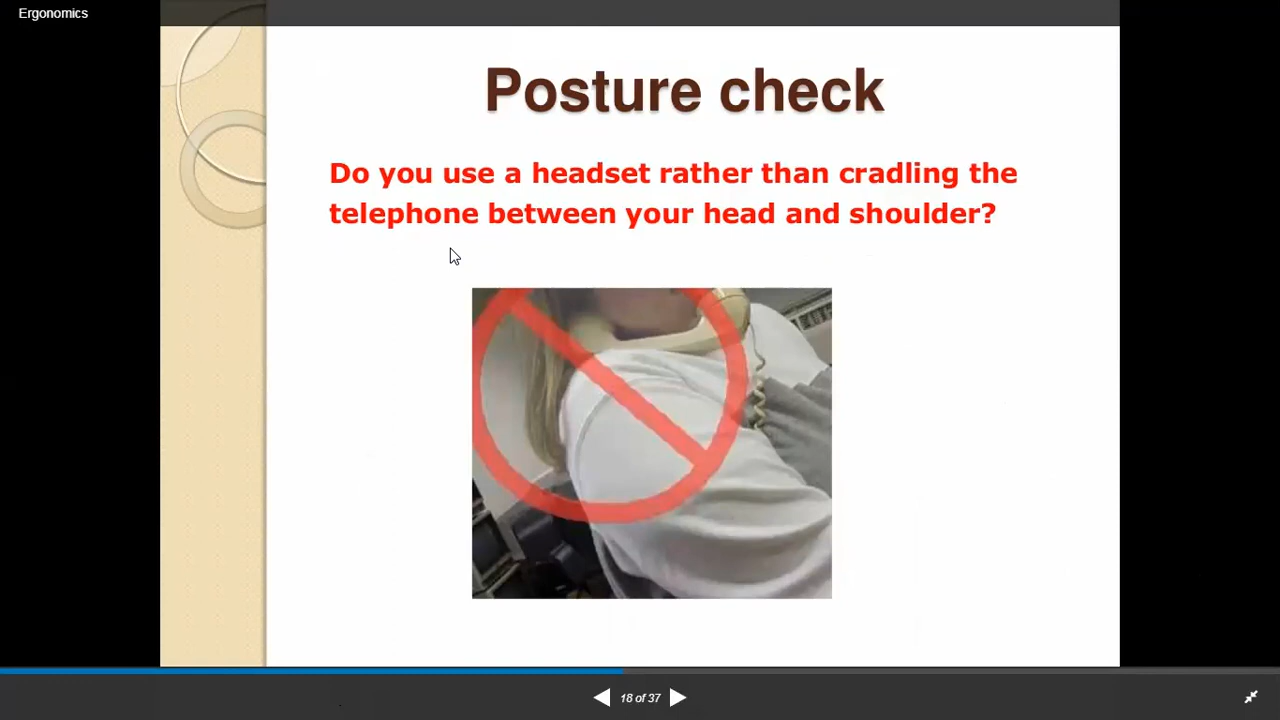 Ergonomics
Posture check
Do you use a headset rather than cradling the
telephone between your head and shoulder?
18 of 37